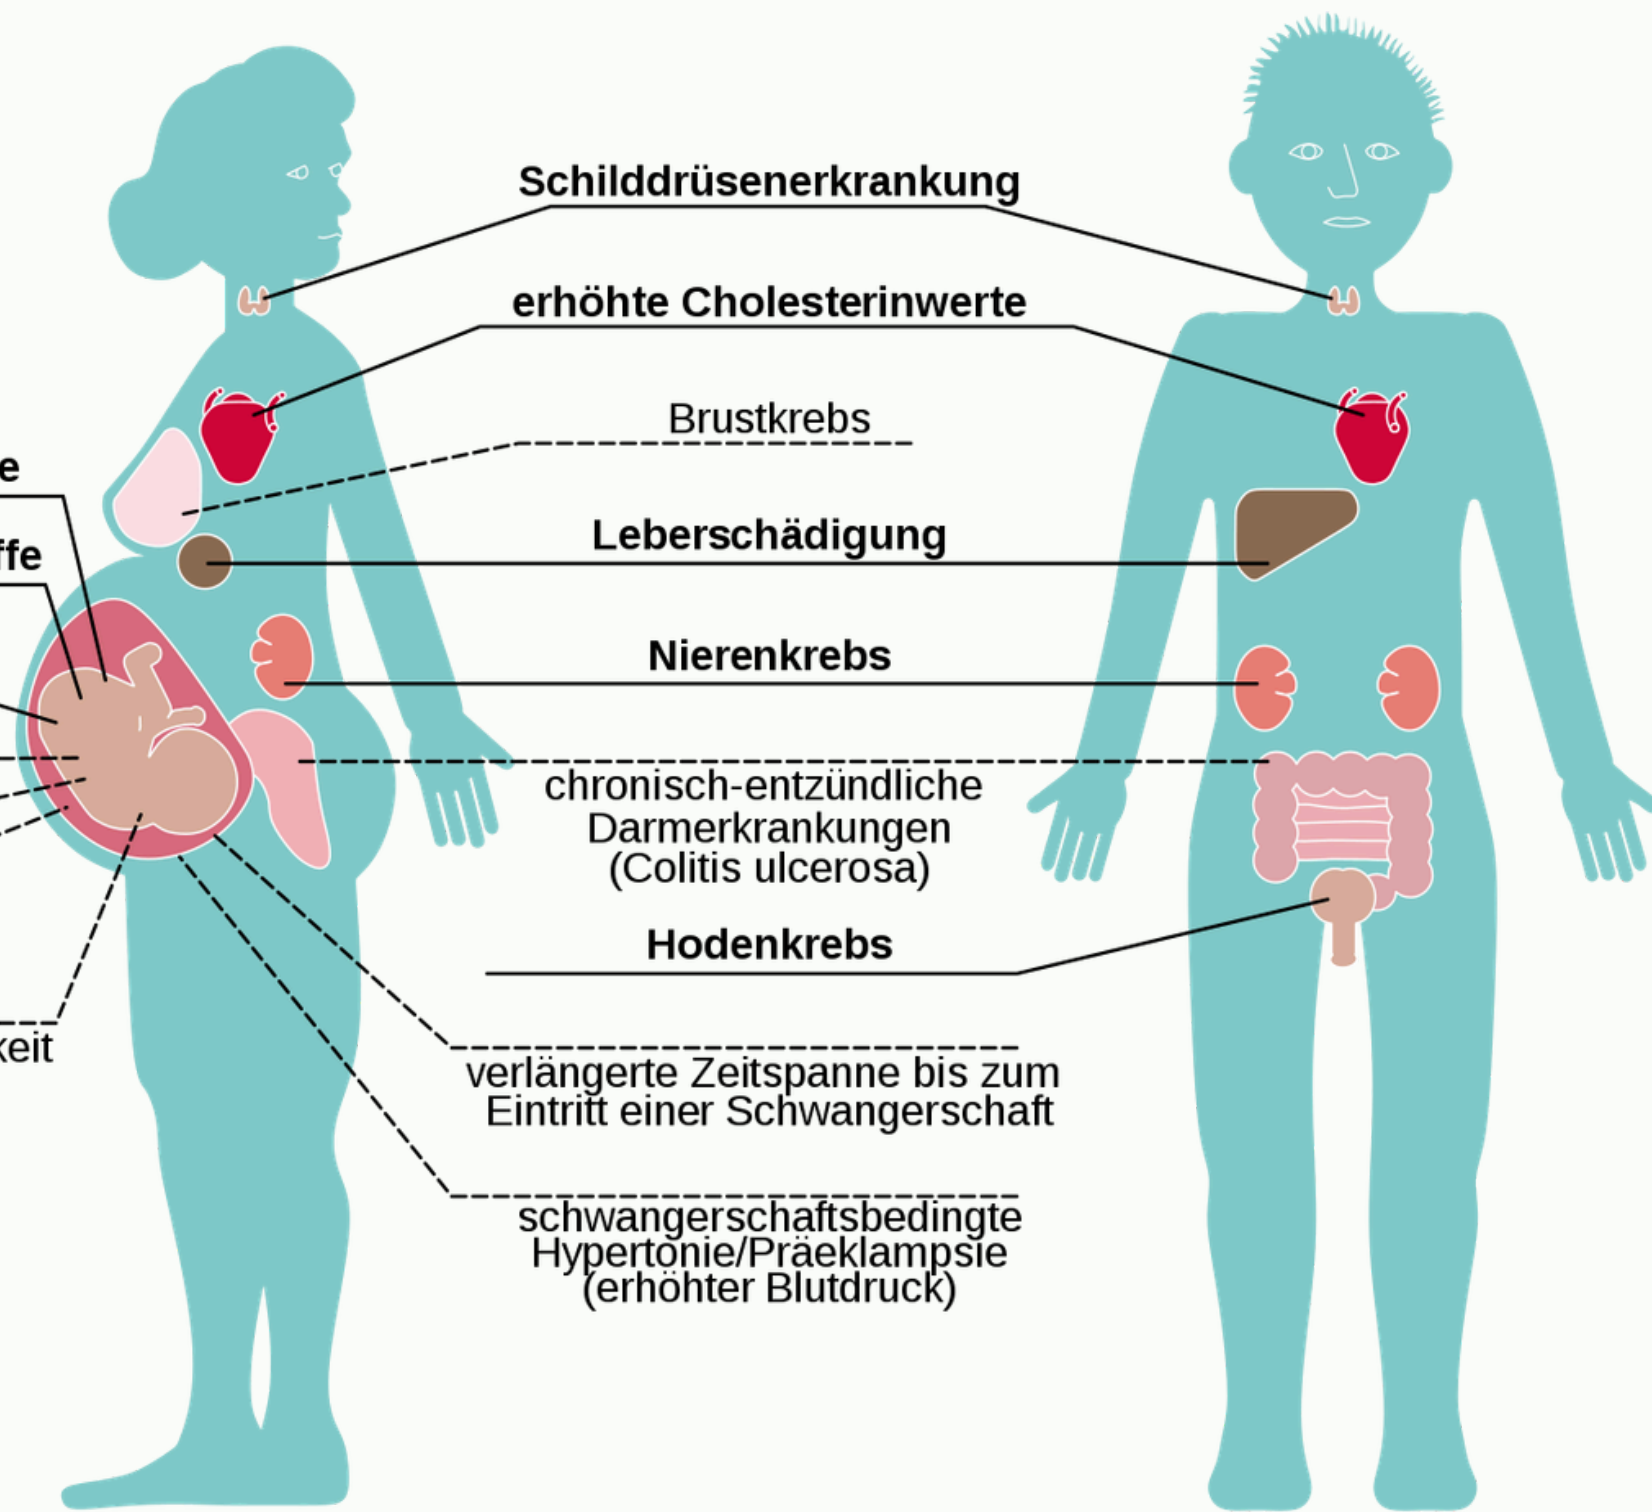 Schilddrüsenerkrankung
erhöhte Cholesterinwerte
Brustkrebs
Leberschädigung
Nierenkrebs
chronisch-entzündliche
Darmerkrankungen
(Colitis ulcerosa)
Hodenkrebs
verlängerte Zeitspanne bis zum
Eintritt einer Schwangerschaft
schwangerschaftsbedingte
Hypertonie/Präeklampsie
(erhöhter Blutdruck)